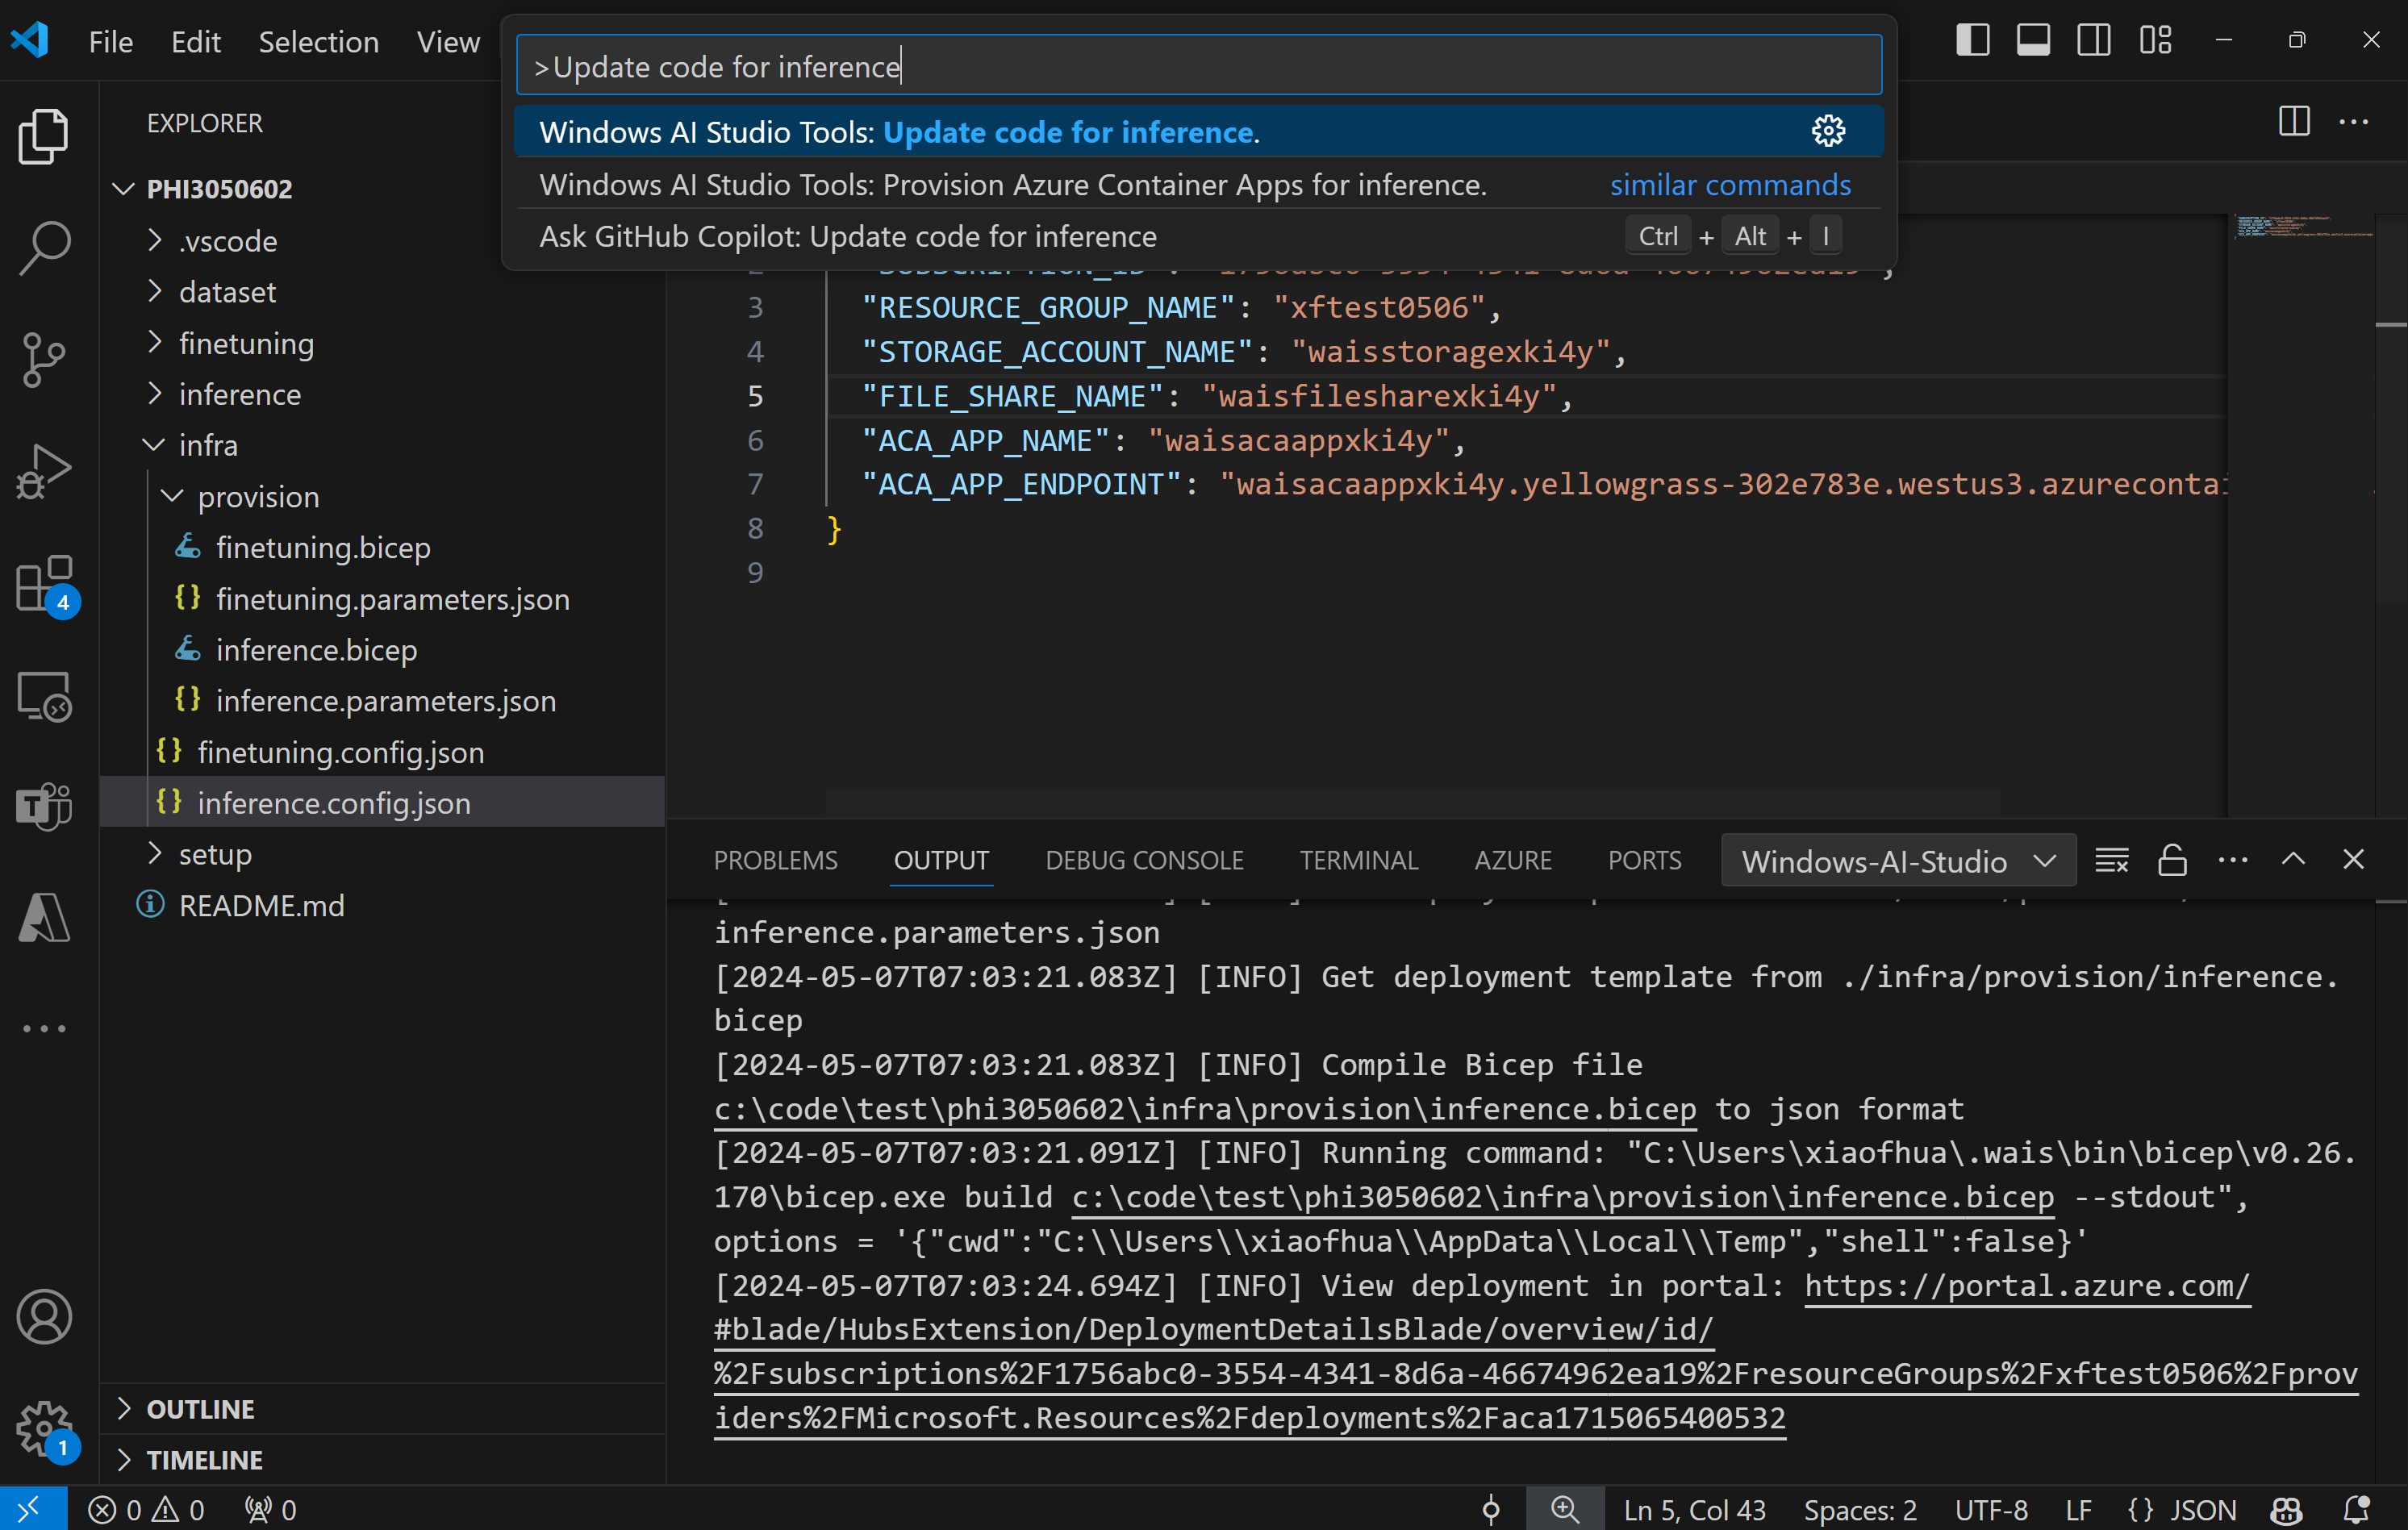 File Edit Selection View
>Update code for inference
Windows AI Studio Tools: Update code for inference.
Windows AI Studio Tools: Provision Azure Container Apps for inference. similar commands
Ask GitHub Copilot: Update code for inference Ctrl + Alt + I
EXPLORER
PHI3050602
.vscode
dataset
finetuning
inference
infra
provision
finetuning.bicep
finetuning.parameters.json
inference.bicep
inference.parameters.json
finetuning.config.json
inference.config.json
setup
README.md
OUTLINE
TIMELINE
4
1
3 "RESOURCE_GROUP_NAME": "xftest0506",
4 "STORAGE_ACCOUNT_NAME": "waisstoragexki4y",
5 "FILE_SHARE_NAME": "waisfilesharexki4y",
6 "ACA_APP_NAME": "waisacaappxki4y",
7 "ACA_APP_ENDPOINT": "waisacaappxki4y.yellowgrass-302e783e.westus3.azurecontai
8 }
9
PROBLEMS OUTPUT DEBUG CONSOLE TERMINAL AZURE PORTS Windows-AI-Studio
inference.parameters.json
[2024-05-07T07:03:21.083Z] [INFO] Get deployment template from ./infra/provision/inference.
bicep
[2024-05-07T07:03:21.083Z] [INFO] Compile Bicep file
c:\code\test\phi3050602\infra\provision\inference.bicep to json format
[2024-05-07T07:03:21.091Z] [INFO] Running command: "C:\Users\xiaofhua\.wais\bin\bicep\v0.26.
170\bicep.exe build c:\code\test\phi3050602\infra\provision\inference.bicep --stdout",
options = '{"cwd":"C:\\Users\\xiaofhua\\AppData\\Local\\Temp","shell":false}'
[2024-05-07T07:03:24.694Z] [INFO] View deployment in portal: https://portal.azure.com/
#blade/HubsExtension/DeploymentDetailsBlade/overview/id/
%2Fsubscriptions%2F1756abc0-3554-4341-8d6a-46674962ea19%2FresourceGroups%2Fxftest0506%2Fprov
iders%2FMicrosoft.Resources%2Fdeployments%2Faca1715065400532
0 0 0 Ln 5, Col 43 Spaces: 2 UTF-8 LF {} JSON